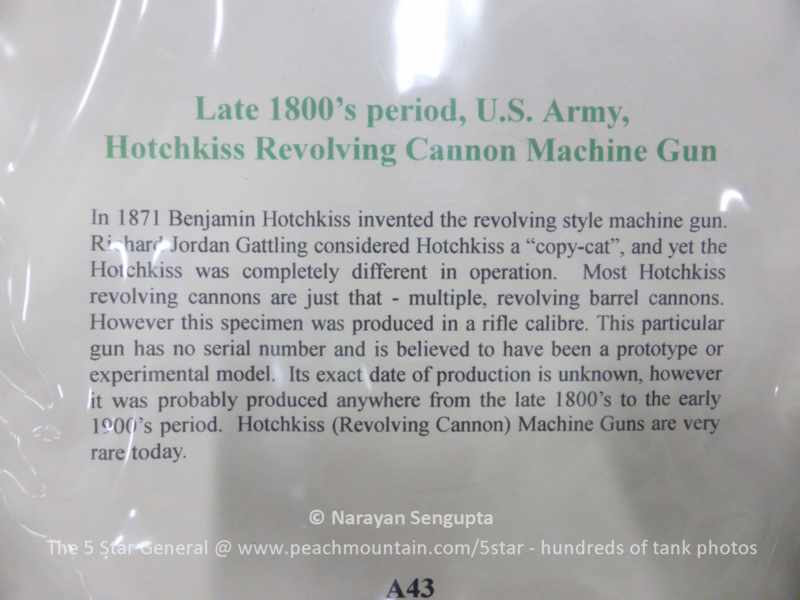 Late 1800's period, U.S. Army,
Hotchkiss Revolving Cannon Machine Gun
In 1871 Benjamin Hotchkiss invented the revolving style machine gun.
Richard Jordan Gattling considered Hotchkiss a “copy-cat”, and yet the
Hotchkiss was completely different in operation. Most Hotchkiss
revolving cannons are just that - multiple, revolving barrel cannons.
However this specimen was produced in a rifle calibre. This particular
gun has no serial number and is believed to have been a prototype or
experimental model. Its exact date of production is unknown, however
it was probably produced anywhere from the late 1800's to the early
1900's period. Hotchkiss (Revolving Cannon) Machine Guns are very
rare today.
© Narayan Sengupta
The 5 Star General @ www.peachmountain.com/5star - hundreds of tank photos
A43